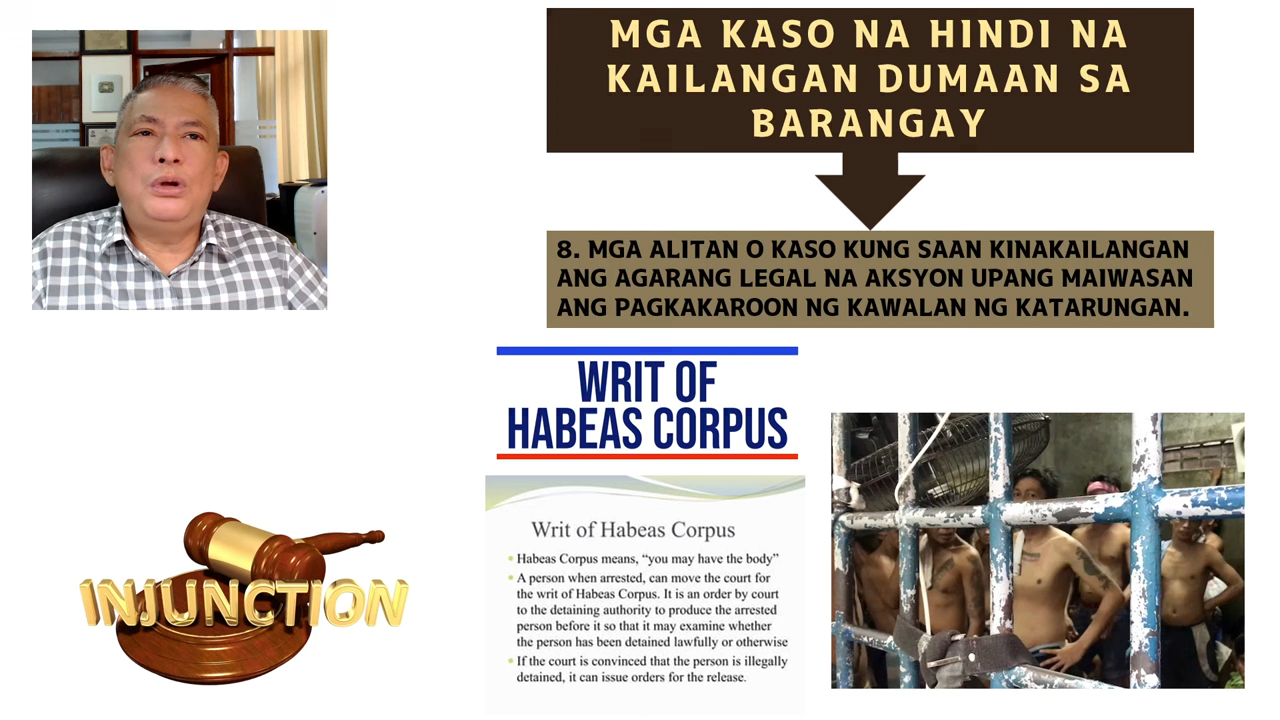 MGA KASO NA HINDI NA
KAILANGAN DUMAAN SA
BARANGAY
8. MGA ALITAN O KASO KUNG SAAN KINAKAILANGAN
ANG AGARANG LEGAL NA AKSYON UPANG MAIWASAN
ANG PAGKAKAROON NG KAWALAN NG KATARUNGAN.
WRIT OF
HABEAS CORPUS
Writ of Habeas Corpus
Habeas Corpus means, “you may have the body”
A person when arrested, can move the court for
the writ of Habeas Corpus. It is an order by court
to the detaining authority to produce the arrested
person before it so that it may examine whether
the person has been detained lawfully or otherwise
If the court is convinced that the person is illegally
detained, it can issue orders for the release.
INJUNCTION